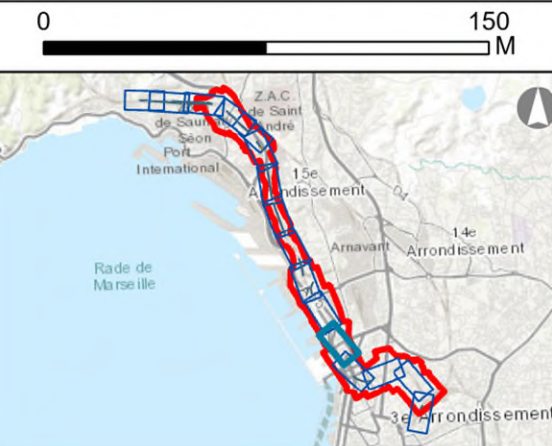 0 150
M
Z.A.C.
de Saint
André
de Saum
Séon
Port
International
15e
Arrondissement
D4
14e
Arrondissement
Arnavant
Rade de
Marseille
3e Arrondissement